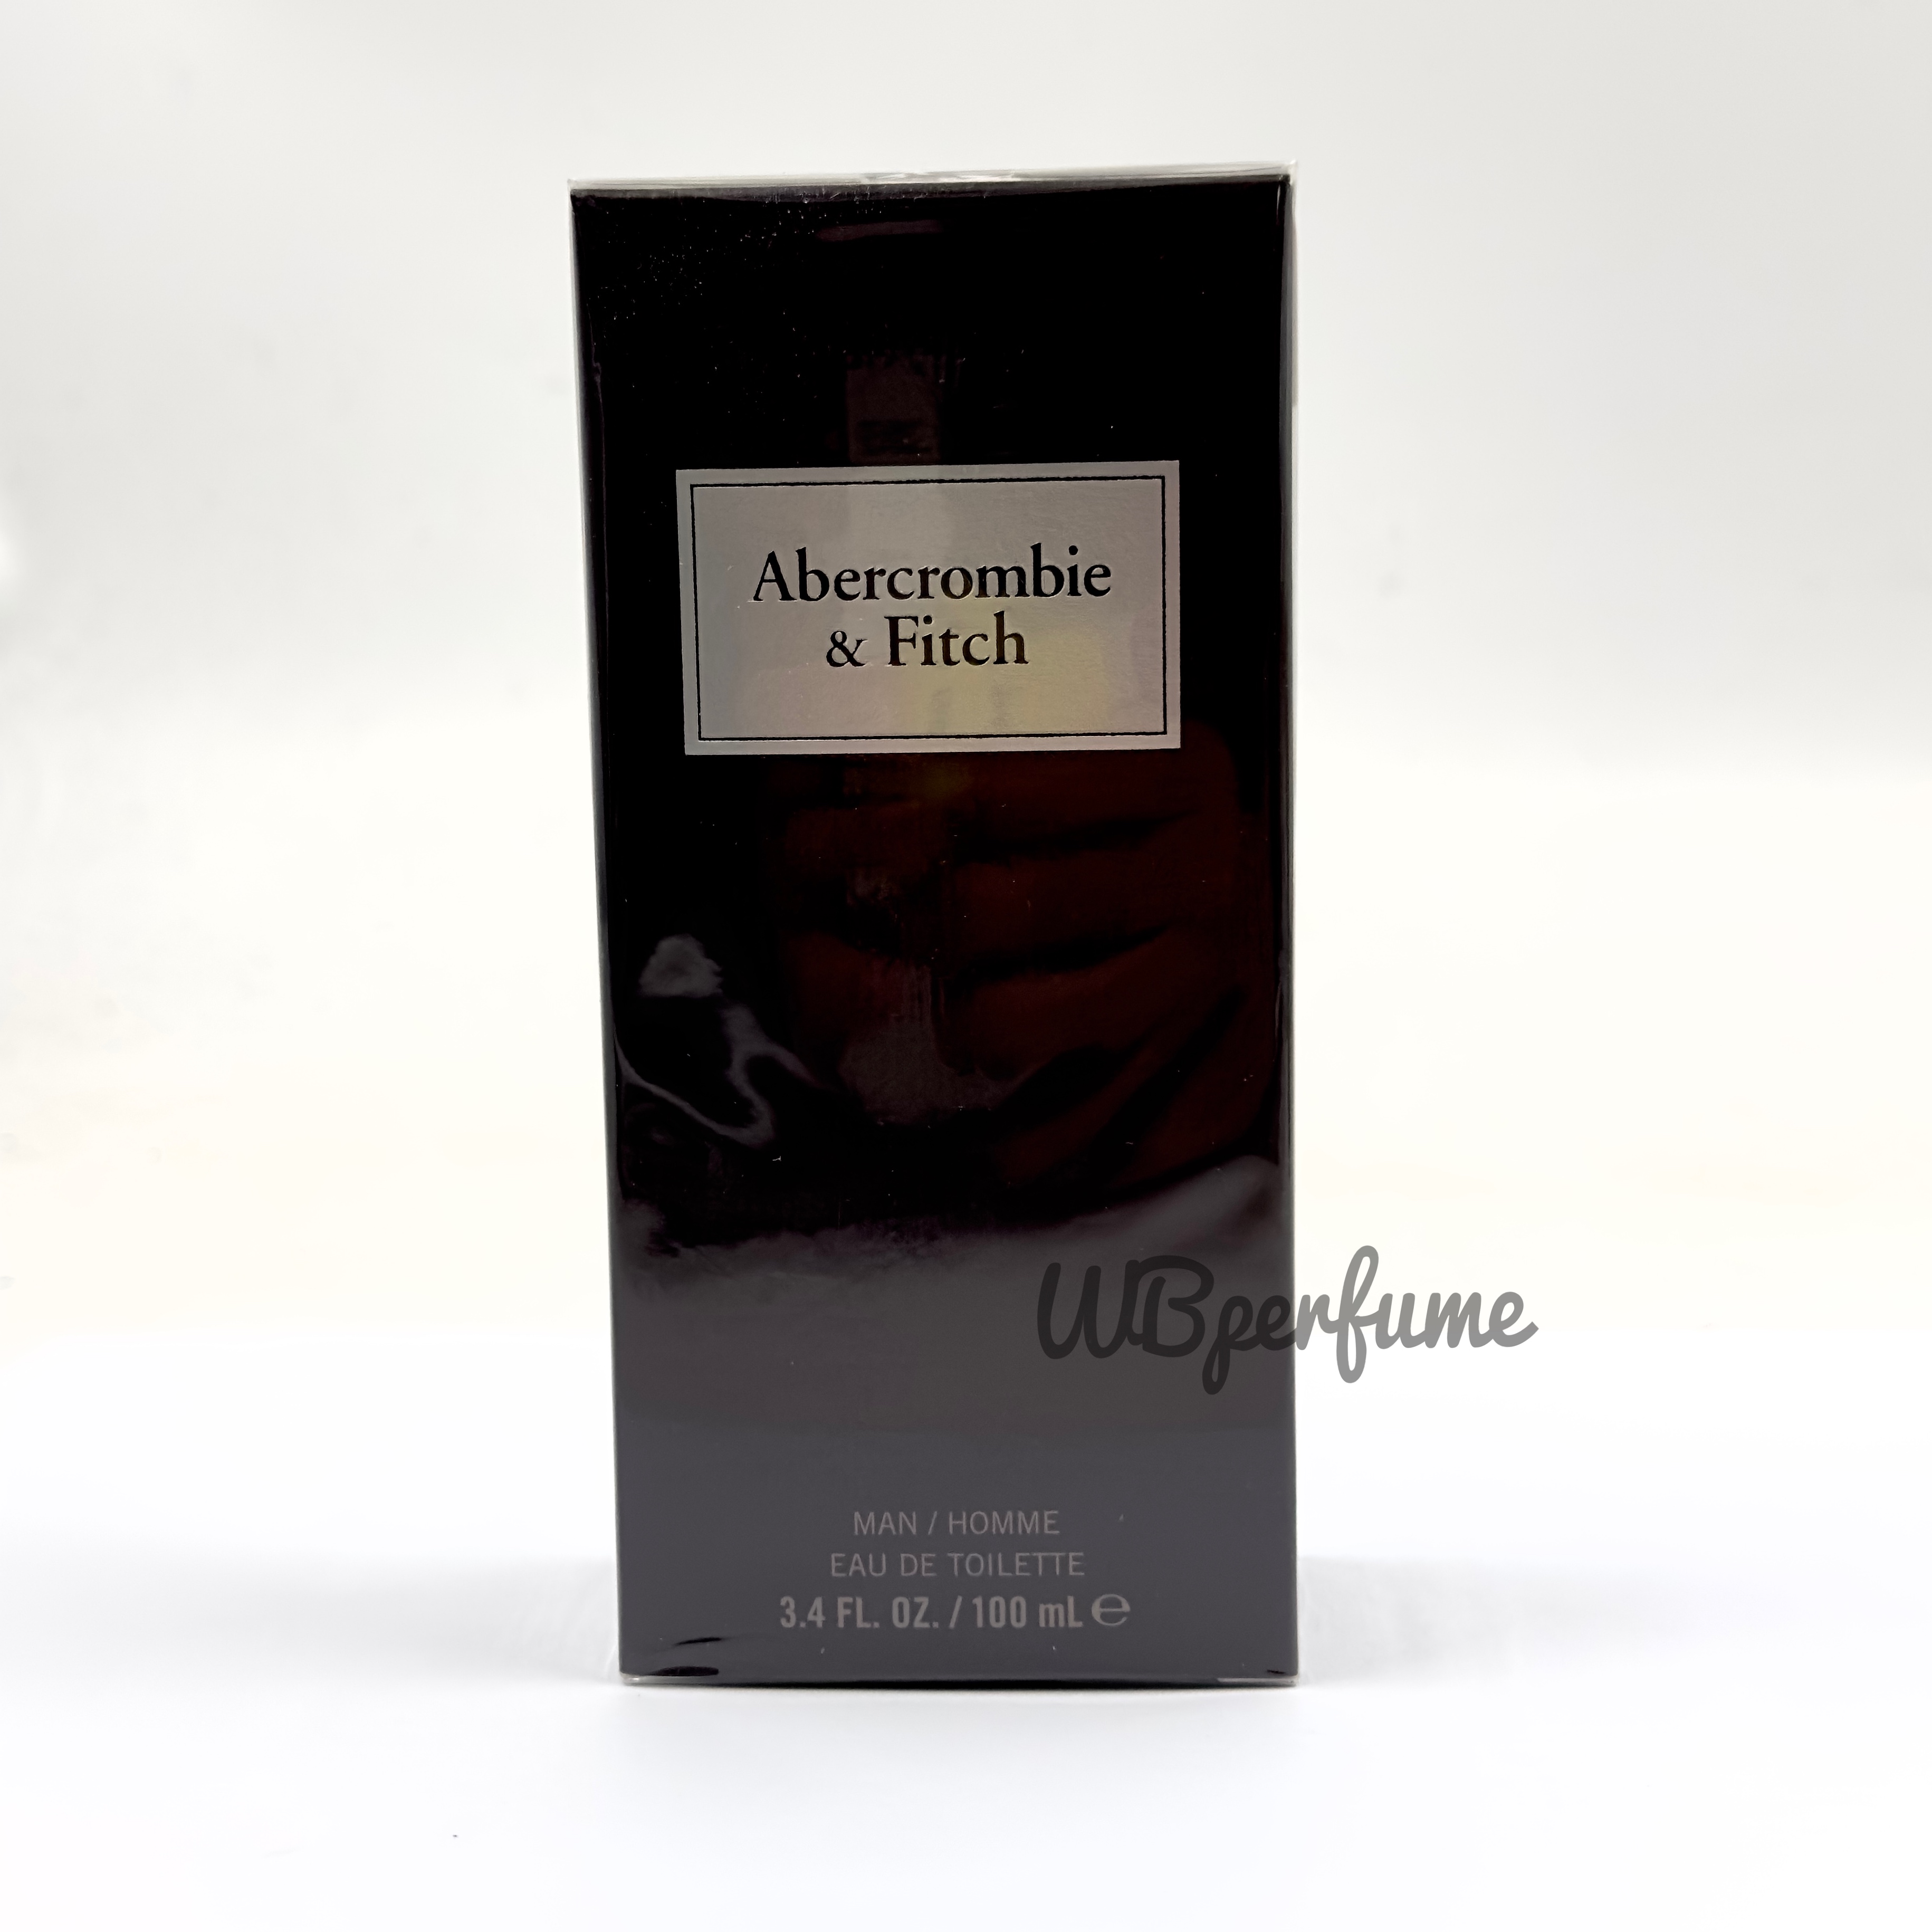 Abercrombie
& Fitch
WBperfume
MAN / HOMME
EAU DE TOILETTE
3.4 FL. OZ. / 100 mL ℮